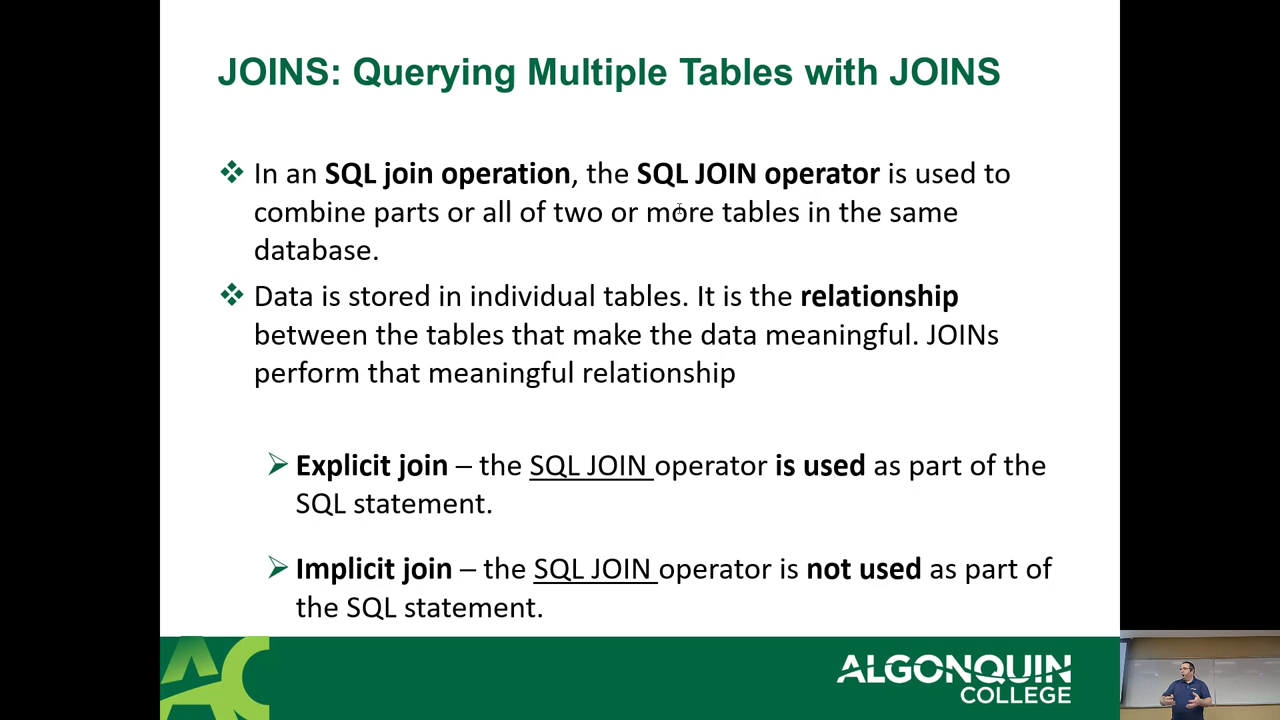 JOINS: Querying Multiple Tables with JOINS
In an SQL join operation, the SQL JOIN operator is used to
combine parts or all of two or more tables in the same
database.
Data is stored in individual tables. It is the relationship
between the tables that make the data meaningful. JOINs
perform that meaningful relationship
Explicit join – the SQL JOIN operator is used as part of the
SQL statement.
Implicit join – the SQL JOIN operator is not used as part of
the SQL statement.
AC
ALGONQUIN
COLLEGE